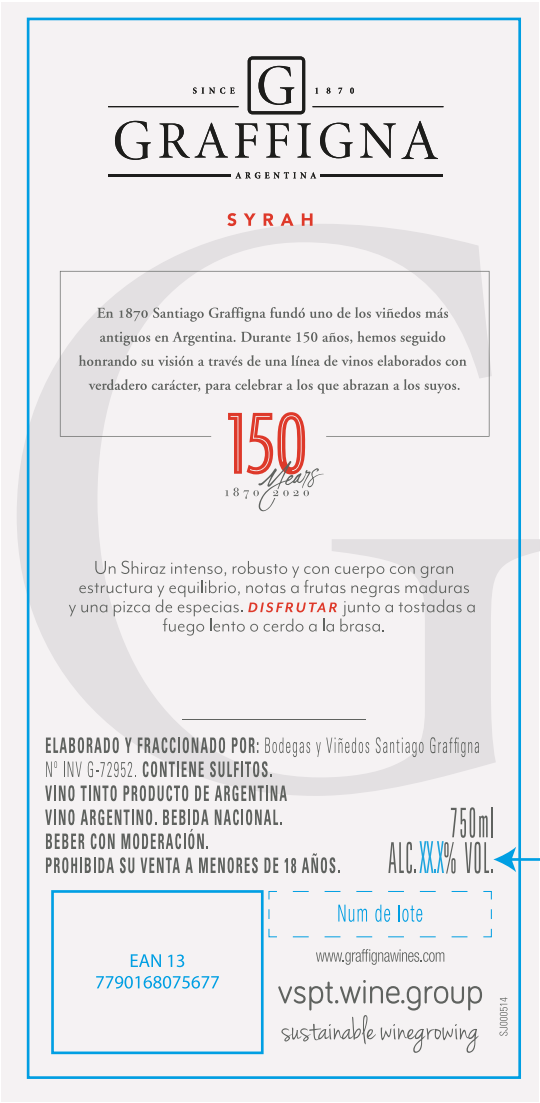 SINCE G 1870
GRAFFIGNA
ARGENTINA
SYRAH
En 1870 Santiago Graffigna fundó uno de los viñedos más
antiguos en Argentina. Durante 150 años, hemos seguido
honrando su visión a través de una línea de vinos elaborados con
verdadero carácter, para celebrar a los que abrazan a los suyos.
150
Years
1870 2020
Un Shiraz intenso, robusto y con cuerpo con gran
estructura y equilibrio, notas a frutas negras maduras
y una pizca de especias. DISFRUTAR junto a tostadas a
fuego lento o cerdo a la brasa.
ELABORADO Y FRACCIONADO POR: Bodegas y Viñedos Santiago Graffigna
Nº INV G-72952. CONTIENE SULFITOS.
VINO TINTO PRODUCTO DE ARGENTINA
VINO ARGENTINO. BEBIDA NACIONAL.
BEBER CON MODERACIÓN.
PROHIBIDA SU VENTA A MENORES DE 18 AÑOS.
750ml
ALC.XX.X% VOL.
EAN 13
7790168075677
Num de lote
www.graffignawines.com
vspt.wine.group
sustainable winegrowing
SJ000514